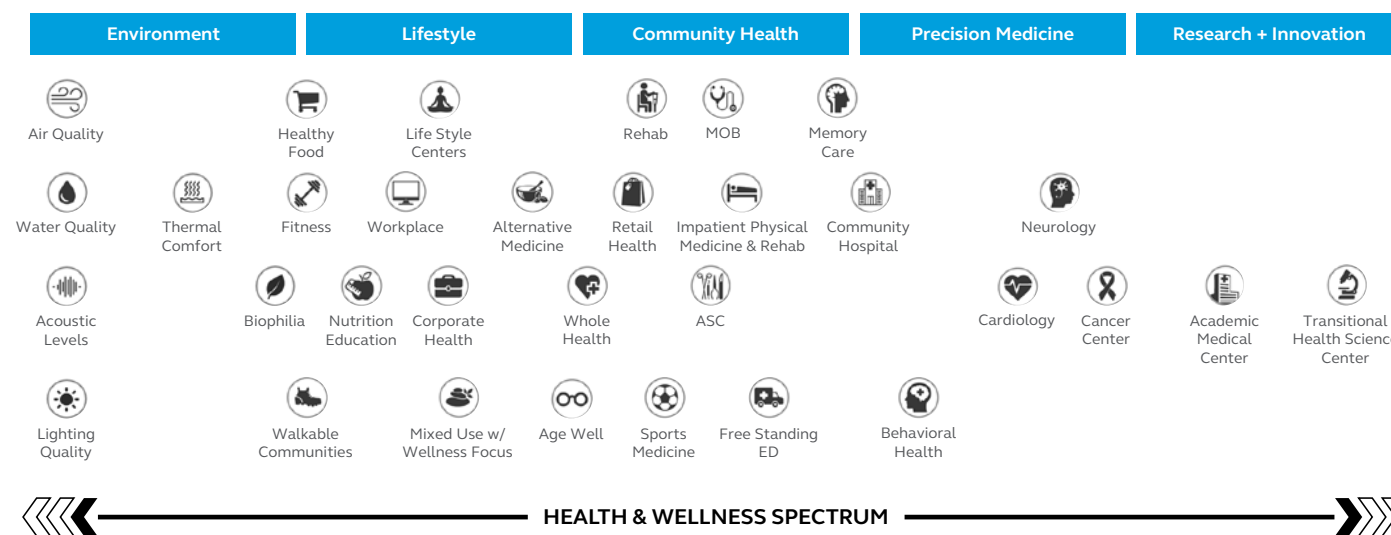 Environment
Lifestyle
Community Health
Precision Medicine
Research + Innovation
Air Quality
Healthy
Food
Life Style
Centers
Rehab
MOB
Memory
Care
Water Quality
Thermal
Comfort
Fitness
Workplace
Alternative
Medicine
Retail
Health
Impatient Physical
Medicine & Rehab
Community
Hospital
Neurology
Acoustic
Levels
Biophilia
Nutrition
Education
Corporate
Health
Whole
Health
ASC
Cardiology
Cancer
Center
Academic
Medical
Center
Transitional
Health Science
Center
Lighting
Quality
Walkable
Communities
Mixed Use w/
Wellness Focus
Age Well
Sports
Medicine
Free Standing
ED
Behavioral
Health
HEALTH & WELLNESS SPECTRUM